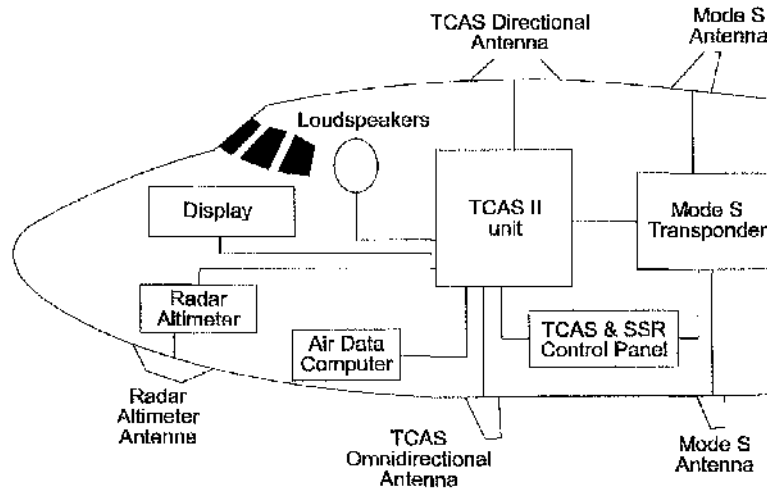 TCAS Directional
Antenna
Mode S
Antenna
Loudspeakers
Display
TCAS II
unit
Mode S
Transponder
Radar
Altimeter
Air Data
Computer
TCAS & SSR
Control Panel
Radar
Altimeter
Antenna
TCAS
Omnidirectional
Antenna
Mode S
Antenna